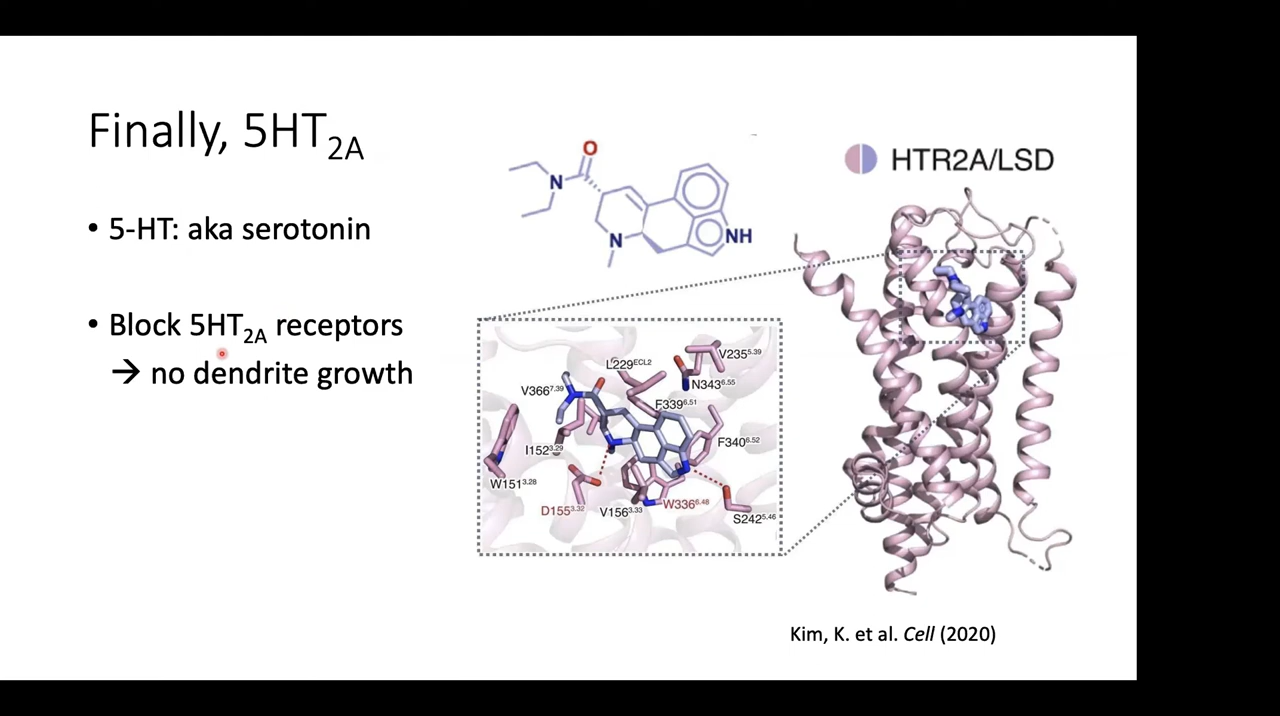 Finally, 5HT2A
• 5-HT: aka serotonin
• Block 5HT2A receptors
→ no dendrite growth
O
N
N
NH
HTR2A/LSD
L229ECL2
V2355.39
N3436.55
V3667.39
F3396.51
I1523.29
F3406.52
W1513.28
D1553.32
V1563.33
W3366.48
S2425.46
Kim, K. et al. Cell (2020)